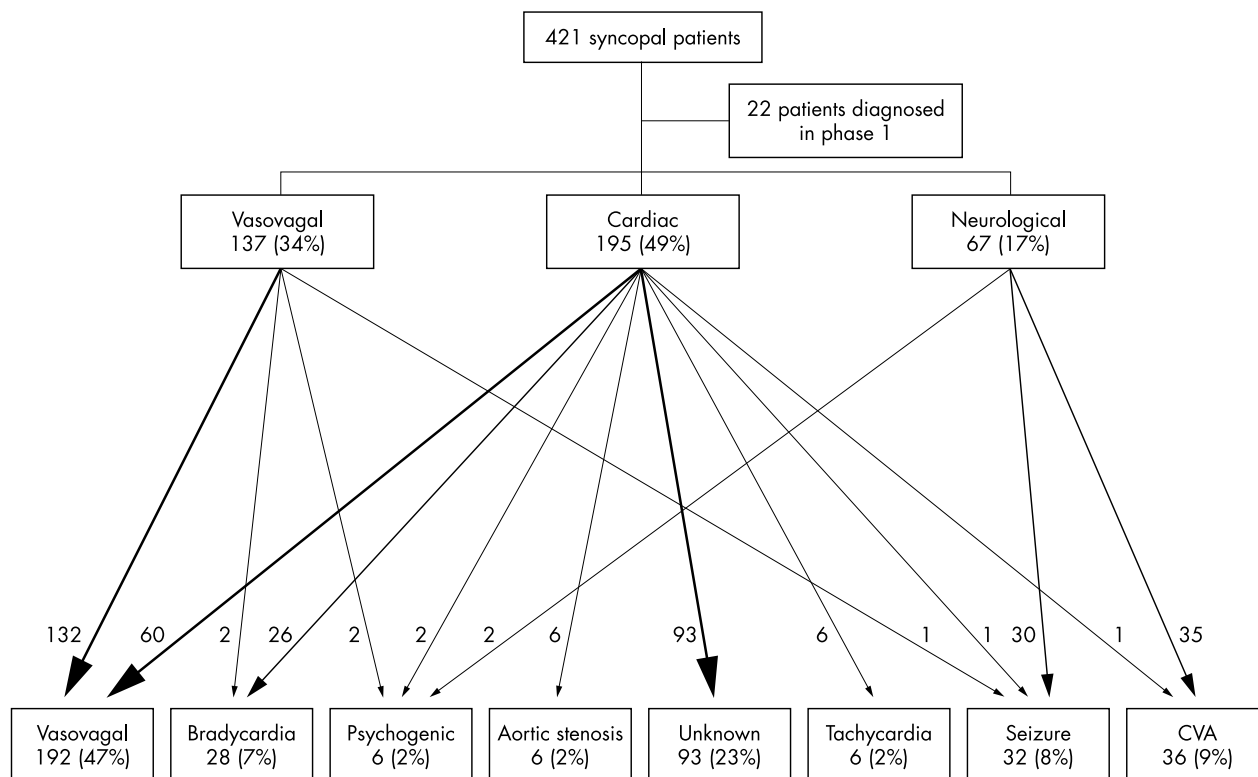 421 syncopal patients
22 patients diagnosed
in phase 1
Vasovagal
137 (34%)
Cardiac
195 (49%)
Neurological
67 (17%)
132
60
2
26
2
2
2
6
93
6
1
1
30
1
35
Vasovagal
192 (47%)
Bradycardia
28 (7%)
Psychogenic
6 (2%)
Aortic stenosis
6 (2%)
Unknown
93 (23%)
Tachycardia
6 (2%)
Seizure
32 (8%)
CVA
36 (9%)